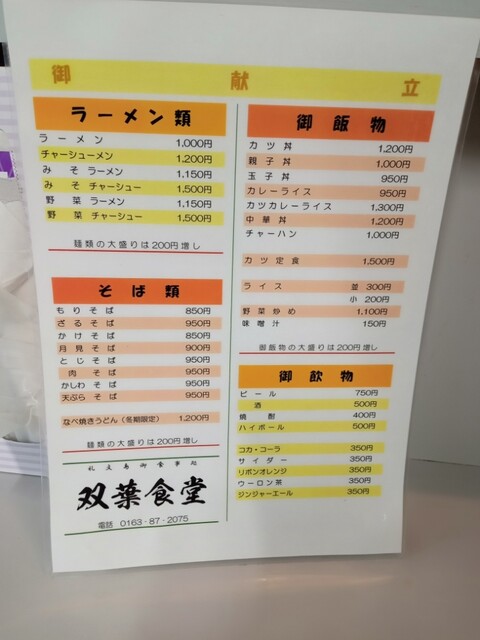 御献立
ラーメン類
ラーメン 1,000円
チャーシューメン 1,200円
みそラーメン 1,150円
みそチャーシュー 1,500円
野菜ラーメン 1,150円
野菜チャーシュー 1,500円
麺類の大盛りは200円増し
そば類
もりそば 850円
ざるそば 950円
かけそば 850円
月見そば 900円
とじそば 950円
肉そば 950円
かしわそば 950円
天ぷらそば 950円
なべ焼きうどん(冬期限定) 1,200円
麺類の大盛りは200円増し
礼文島御食事処
双葉食堂
電話 0163-87-2075
御飯物
カツ丼 1,200円
親子丼 1,000円
玉子丼 950円
カレーライス 950円
カツカレーライス 1,300円
中華丼 1,200円
チャーハン 1,000円
カツ定食 1,500円
ライス 並 300円
小 200円
野菜炒め 1,100円
味噌汁 150円
御飯物の大盛りは200円増し
御飲物
ビール 750円
酒 500円
焼酎 400円
ハイボール 500円
コカ・コーラ 350円
サイダー 350円
リボンオレンジ 350円
ウーロン茶 350円
ジンジャーエール 350円